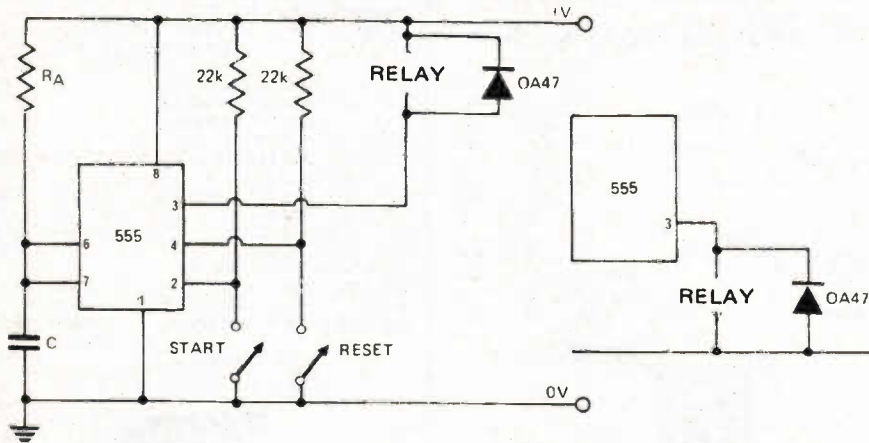 +V
RA
22k
22k
RELAY
OA47
8
555
3
6
4
7
2
1
C
START
RESET
0V
555
3
RELAY
OA47